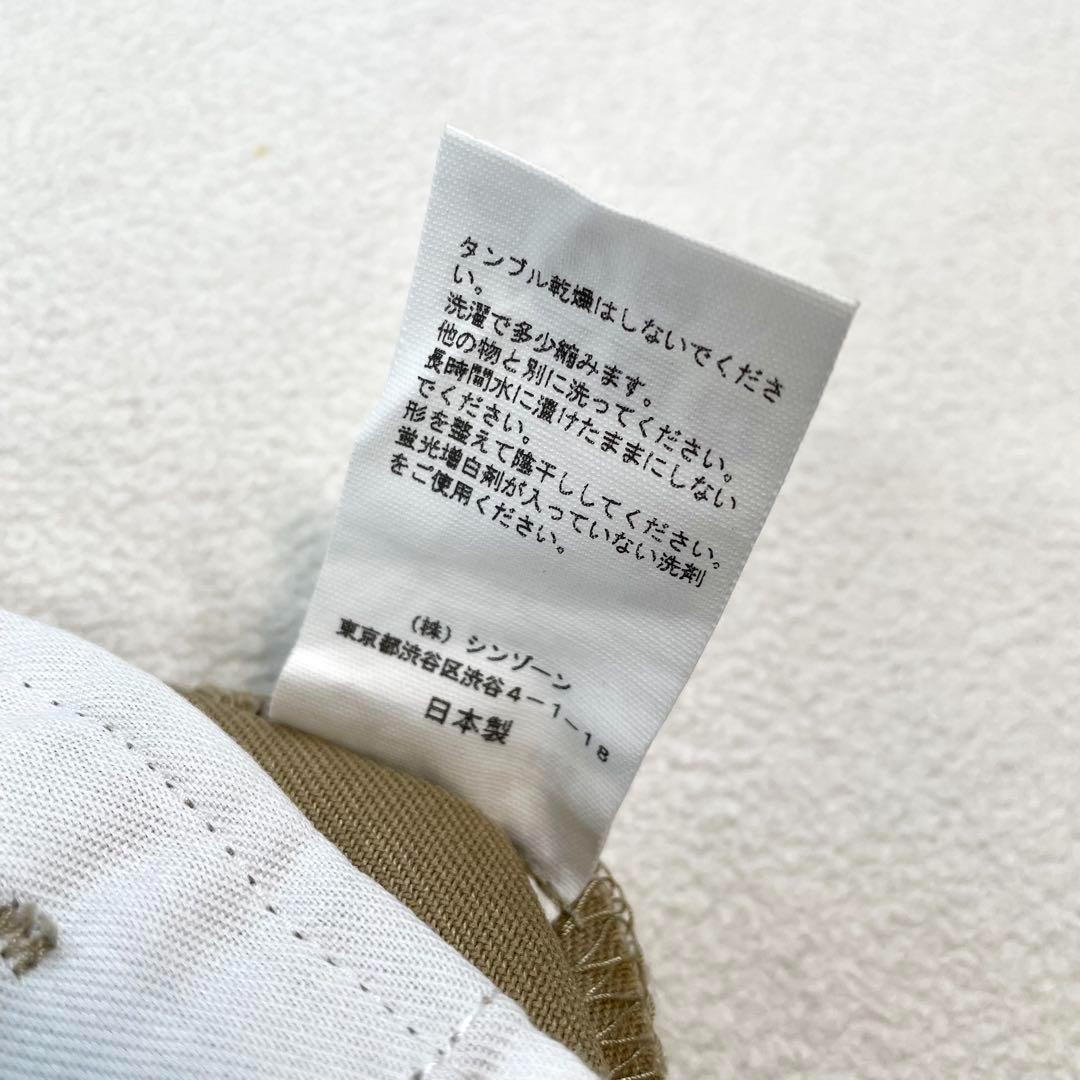 タンブル乾燥はしないでくださ
い。
洗濯で多少縮みます。
他の物と別に洗ってください。
長時間水に漬けたままにしない
でください。
形を整えて陰干ししてください。
蛍光増白剤が入っていない洗剤
をご使用ください。
(株) シンゾーン
東京都渋谷区渋谷4-1-18
日本製